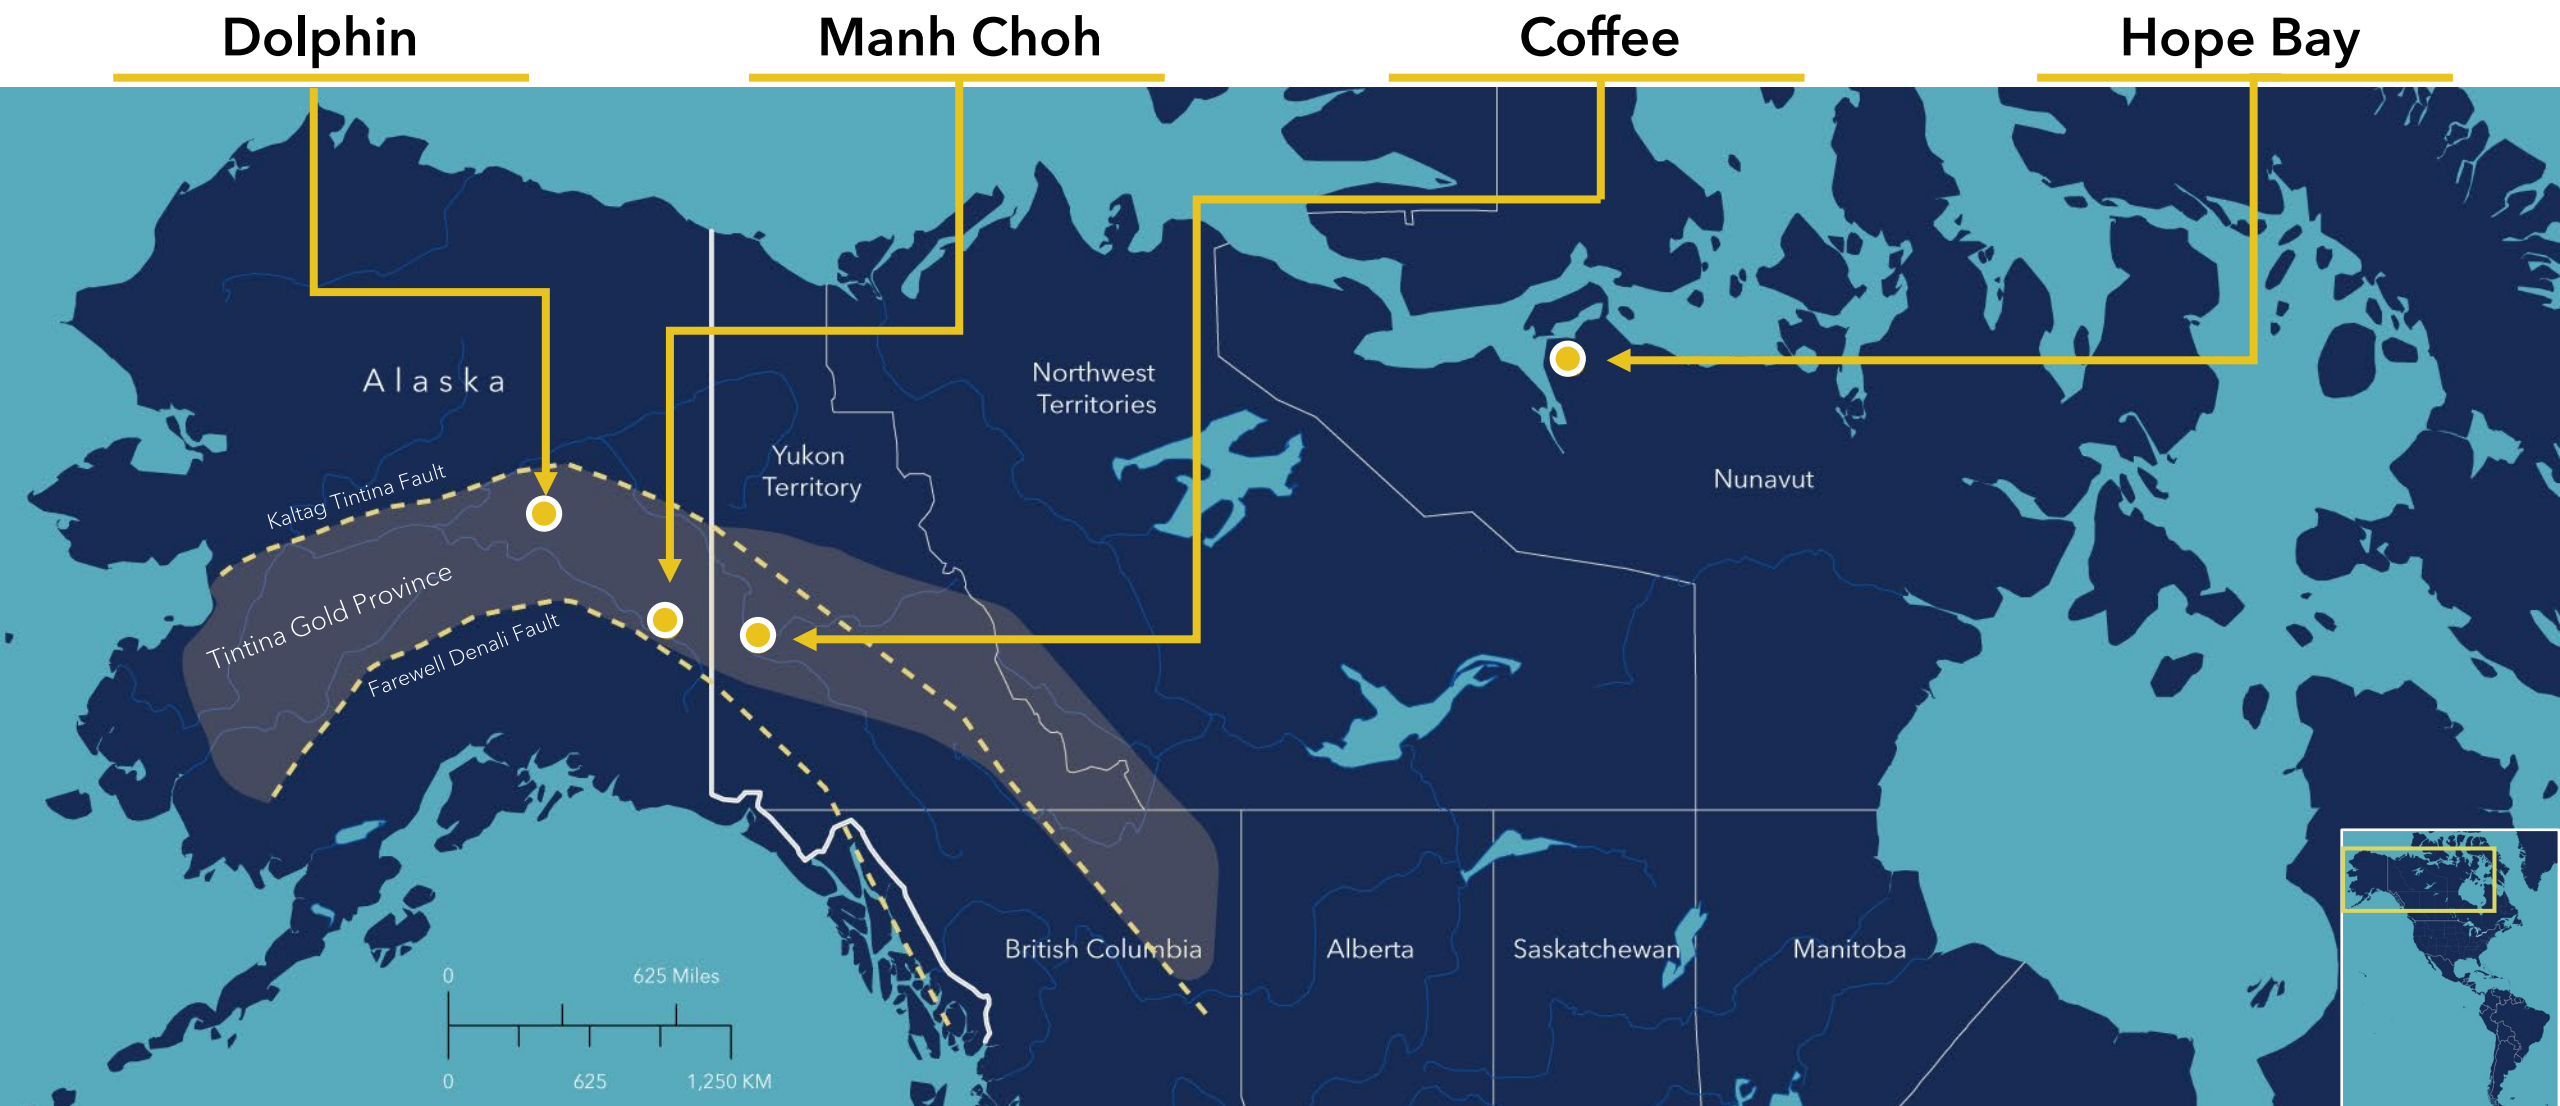 Dolphin
Manh Choh
Coffee
Hope Bay
Alaska
Northwest
Territories
Yukon
Territory
Nunavut
Kaltag Tintina Fault
Tintina Gold Province
Farewell Denali Fault
British Columbia
Alberta
Saskatchewan
Manitoba
0
625 Miles
0
625
1,250 KM